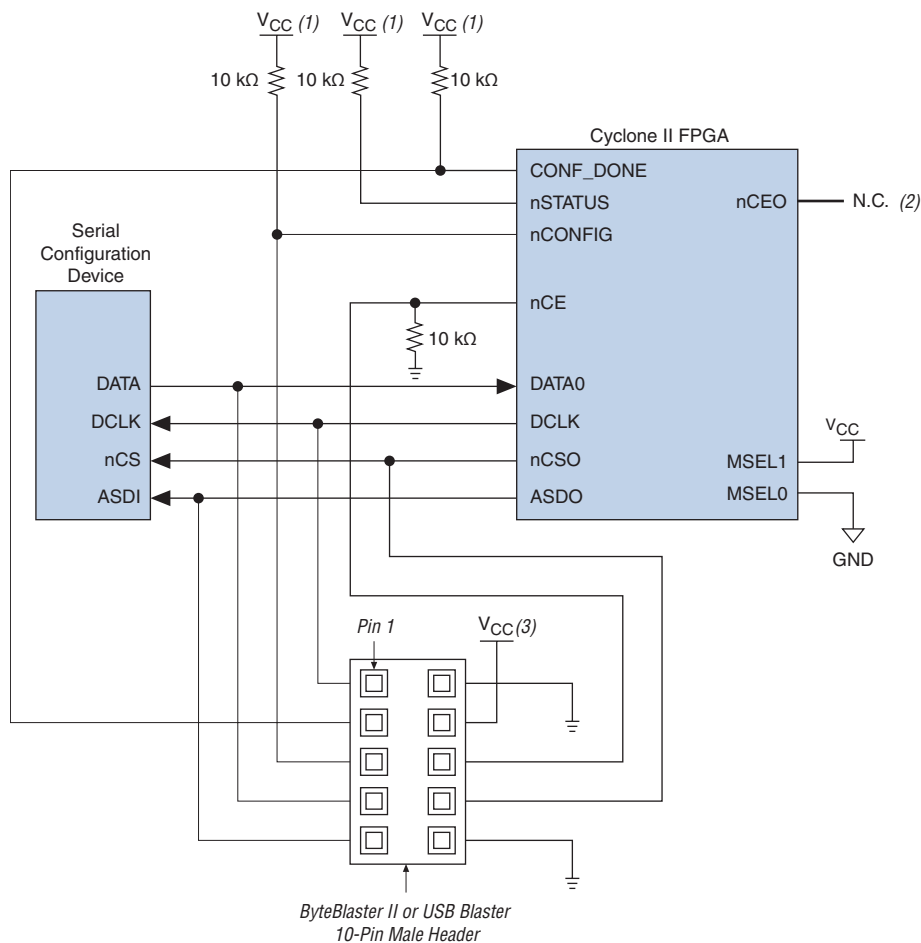 VCC (1) VCC (1) VCC (1)
10 kΩ 10 kΩ 10 kΩ
Cyclone II FPGA
CONF_DONE
nSTATUS
nCONFIG
nCE
nCEO
N.C. (2)
10 kΩ
Serial
Configuration
Device
DATA
DCLK
nCS
ASDI
DATA0
DCLK
nCSO
ASDO
MSEL1
MSEL0
VCC
GND
Pin 1
VCC (3)
ByteBlaster II or USB Blaster
10-Pin Male Header